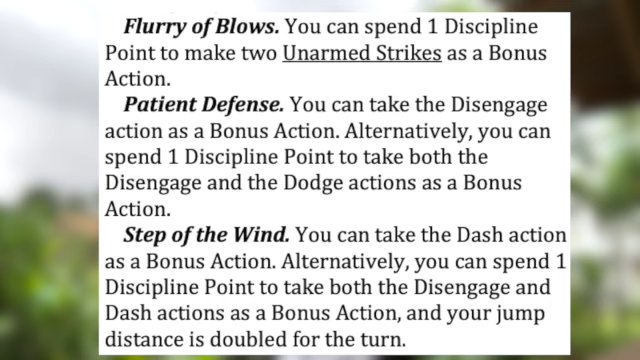 Flurry of Blows. You can spend 1 Discipline
Point to make two Unarmed Strikes as a Bonus
Action.
Patient Defense. You can take the Disengage
action as a Bonus Action. Alternatively, you can
spend 1 Discipline Point to take both the
Disengage and the Dodge actions as a Bonus
Action.
Step of the Wind. You can take the Dash action
as a Bonus Action. Alternatively, you can spend 1
Discipline Point to take both the Disengage and
Dash actions as a Bonus Action, and your jump
distance is doubled for the turn.